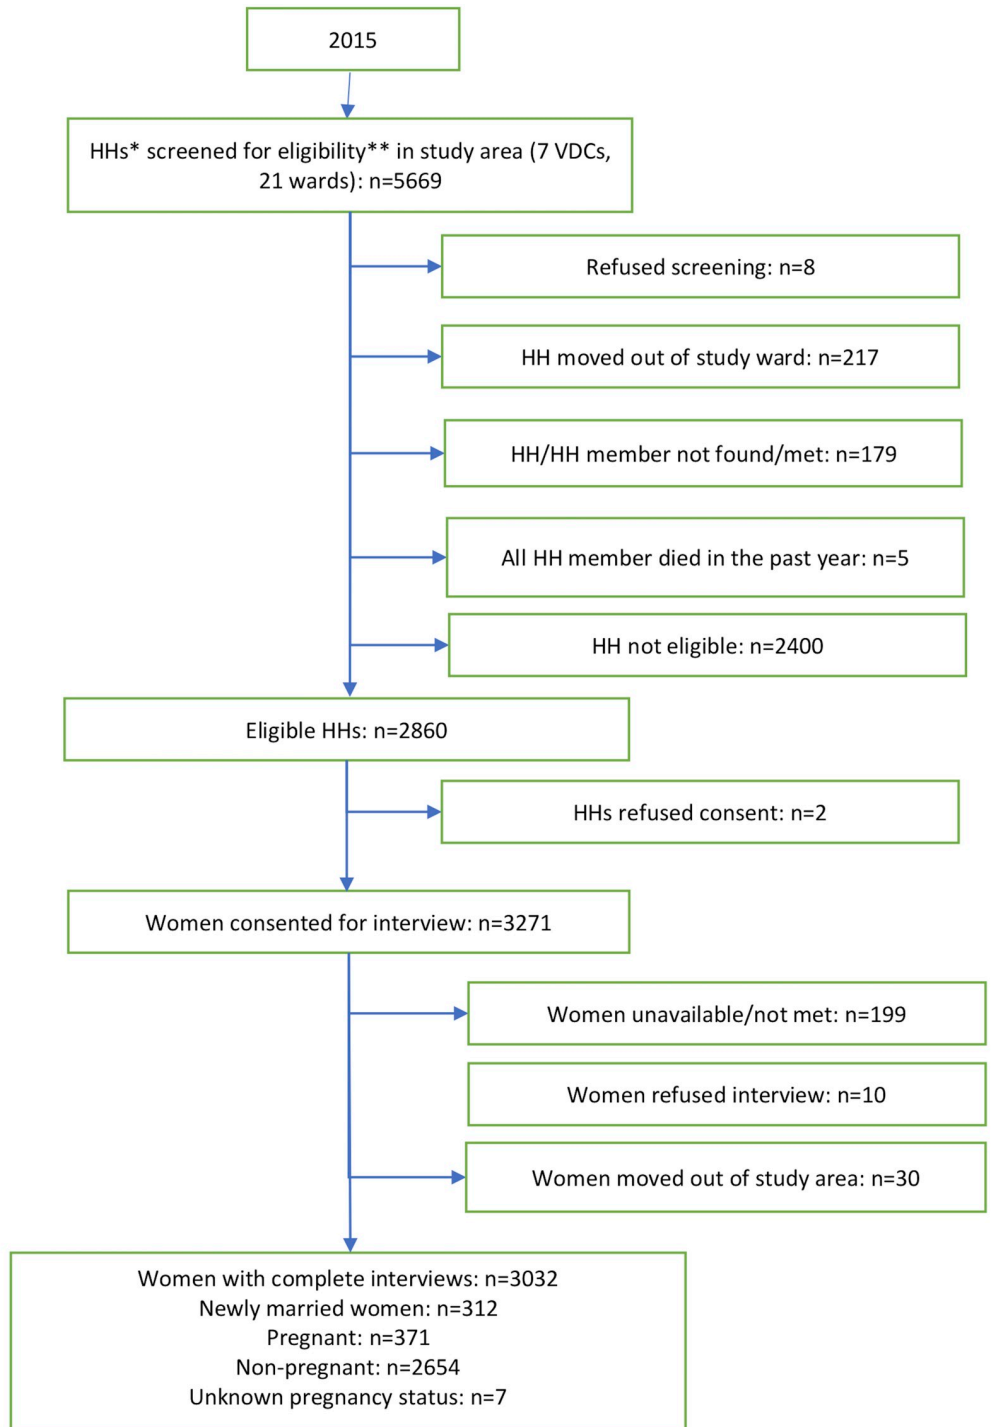 2015
HHs* screened for eligibility** in study area (7 VDCs,
21 wards): n=5669
Refused screening: n=8
HH moved out of study ward: n=217
HH/HH member not found/met: n=179
All HH member died in the past year: n=5
HH not eligible: n=2400
Eligible HHs: n=2860
HHs refused consent: n=2
Women consented for interview: n=3271
Women unavailable/not met: n=199
Women refused interview: n=10
Women moved out of study area: n=30
Women with complete interviews: n=3032
Newly married women: n=312
Pregnant: n=371
Non-pregnant: n=2654
Unknown pregnancy status: n=7